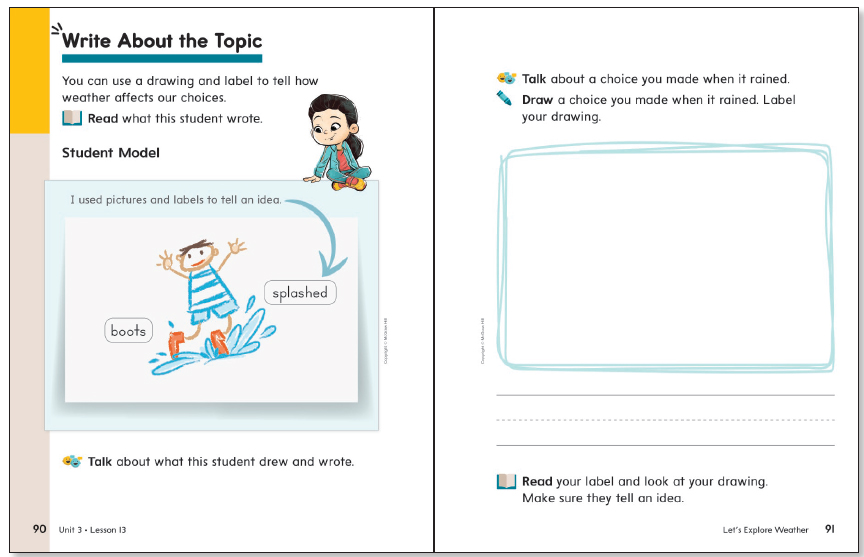 Write About the Topic
You can use a drawing and label to tell how
weather affects our choices.
Read what this student wrote.
Student Model
I used pictures and labels to tell an idea.
splashed
boots
Copyright © McGraw Hill
Talk about what this student drew and wrote.
90 Unit 3 • Lesson 13
Talk about a choice you made when it rained.
Draw a choice you made when it rained. Label
your drawing.
Copyright © McGraw Hill
Read your label and look at your drawing.
Make sure they tell an idea.
Let's Explore Weather 91